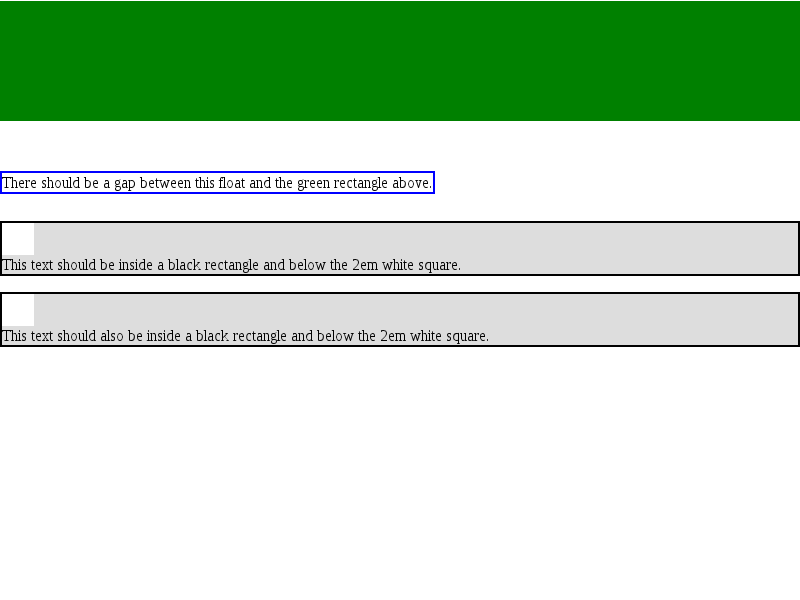 There should be a gap between this float and the green rectangle above.
This text should be inside a black rectangle and below the 2em white square.
This text should also be inside a black rectangle and below the 2em white square.